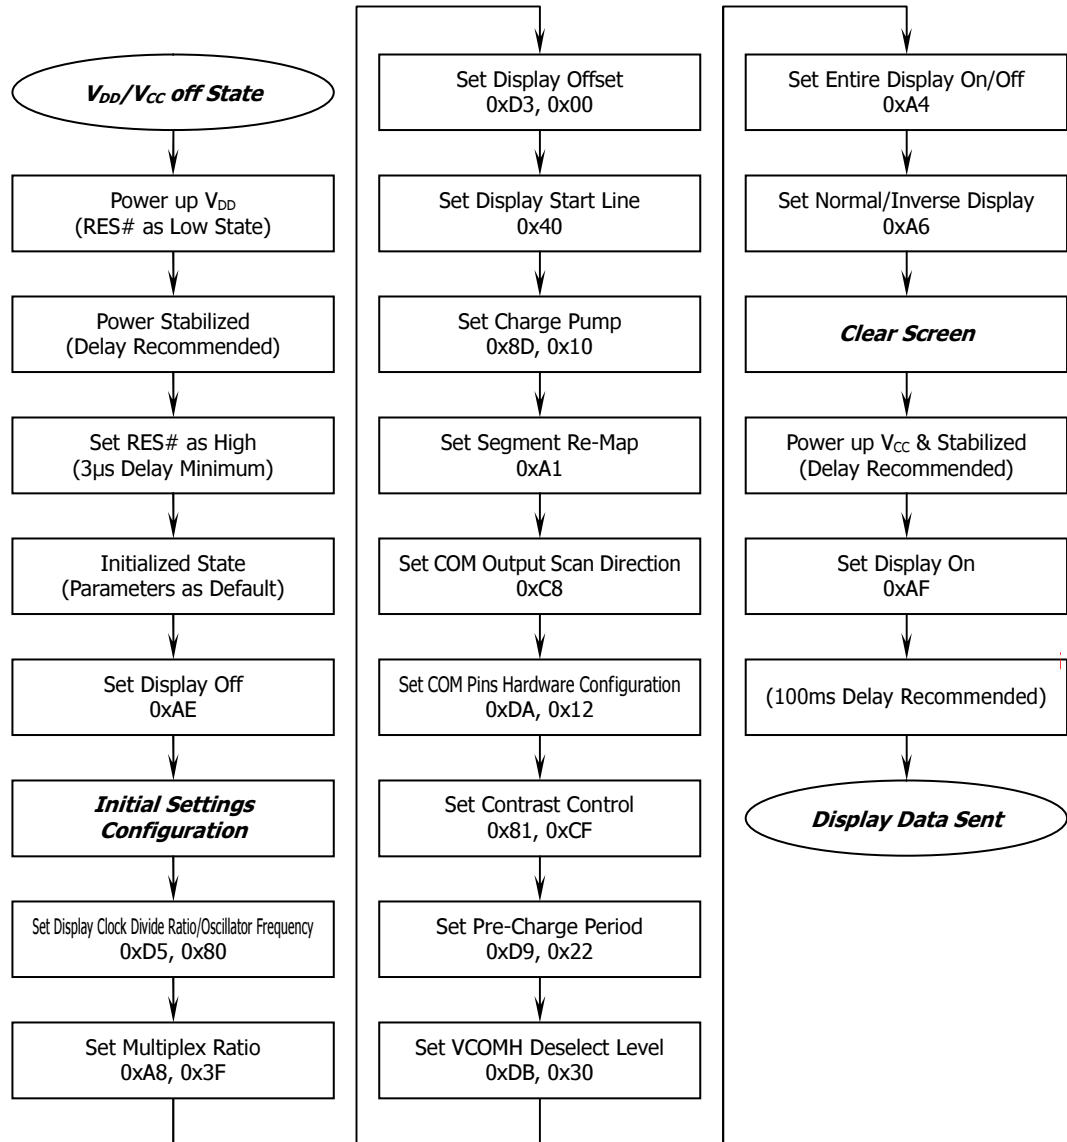 V_DD/V_CC off State
Power up V_DD
(RES# as Low State)
Power Stabilized
(Delay Recommended)
Set RES# as High
(3μs Delay Minimum)
Initialized State
(Parameters as Default)
Set Display Off
0xAE
Initial Settings
Configuration
Set Display Clock Divide Ratio/Oscillator Frequency
0xD5, 0x80
Set Multiplex Ratio
0xA8, 0x3F
Set Display Offset
0xD3, 0x00
Set Display Start Line
0x40
Set Charge Pump
0x8D, 0x10
Set Segment Re-Map
0xA1
Set COM Output Scan Direction
0xC8
Set COM Pins Hardware Configuration
0xDA, 0x12
Set Contrast Control
0x81, 0xCF
Set Pre-Charge Period
0xD9, 0x22
Set VCOMH Deselect Level
0xDB, 0x30
Set Entire Display On/Off
0xA4
Set Normal/Inverse Display
0xA6
Clear Screen
Power up V_CC & Stabilized
(Delay Recommended)
Set Display On
0xAF
(100ms Delay Recommended)
Display Data Sent